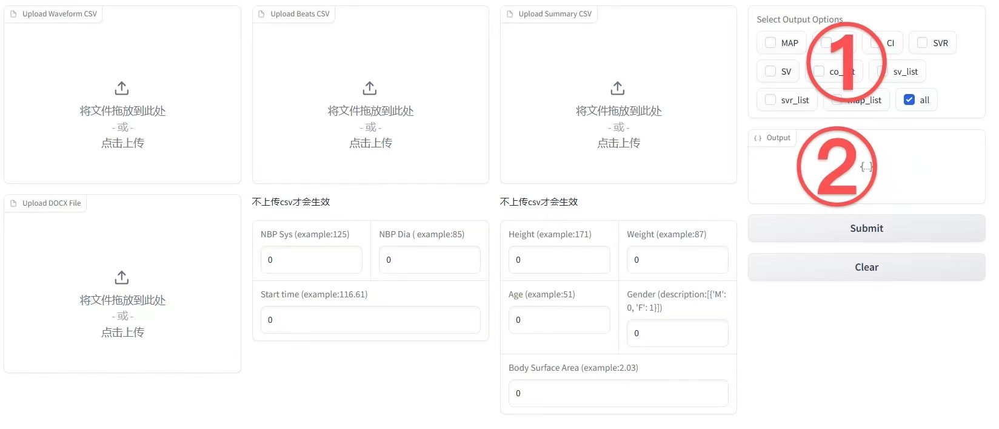 Upload Waveform CSV
将文件拖放到此处
- 或 -
点击上传
Upload Beats CSV
将文件拖放到此处
- 或 -
点击上传
Upload Summary CSV
将文件拖放到此处
- 或 -
点击上传
Select Output Options
MAP
CI
SVR
SV
sv_list
svr_list
map_list
all
1
Output
{...}
2
Submit
Clear
Upload DOCX File
将文件拖放到此处
- 或 -
点击上传
不上传csv才会生效
NBP Sys (example:125)
0
NBP Dia ( example:85)
0
Start time (example:116.61)
0
不上传csv才会生效
Height (example:171)
0
Weight (example:87)
0
Age (example:51)
0
Gender (description:[{'M':
0, 'F': 1}])
0
Body Surface Area (example:2.03)
0